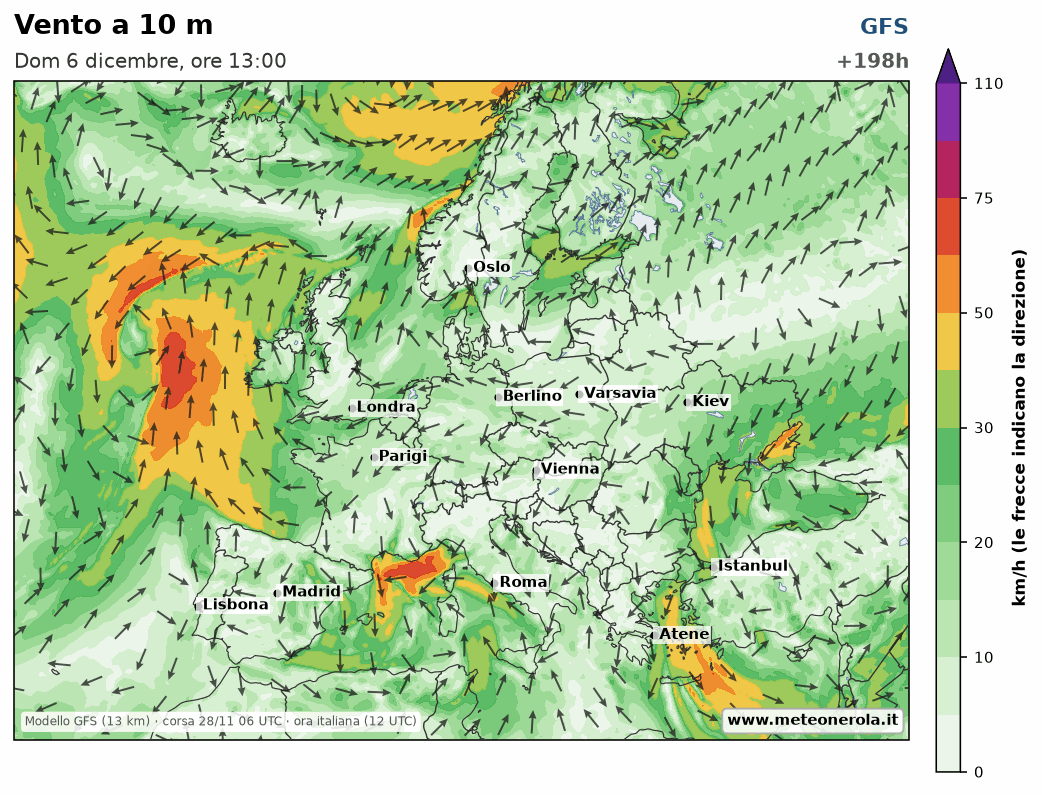 Vento a 10 m
GFS
Dom 6 dicembre, ore 13:00
+198h
110
75
50
30
20
10
0
km/h (le frecce indicano la direzione)
Oslo
Berlino
Varsavia
Kiev
Londra
Parigi
Vienna
Istanbul
Roma
Madrid
Lisbona
Atene
Modello GFS (13 km) · corsa 28/11 06 UTC · ora italiana (12 UTC)
www.meteonerola.it